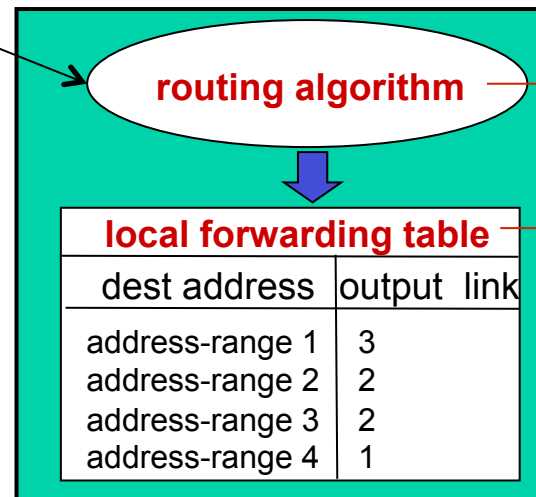 routing algorithm
local forwarding table
dest address output link
address-range 1 3
address-range 2 2
address-range 3 2
address-range 4 1